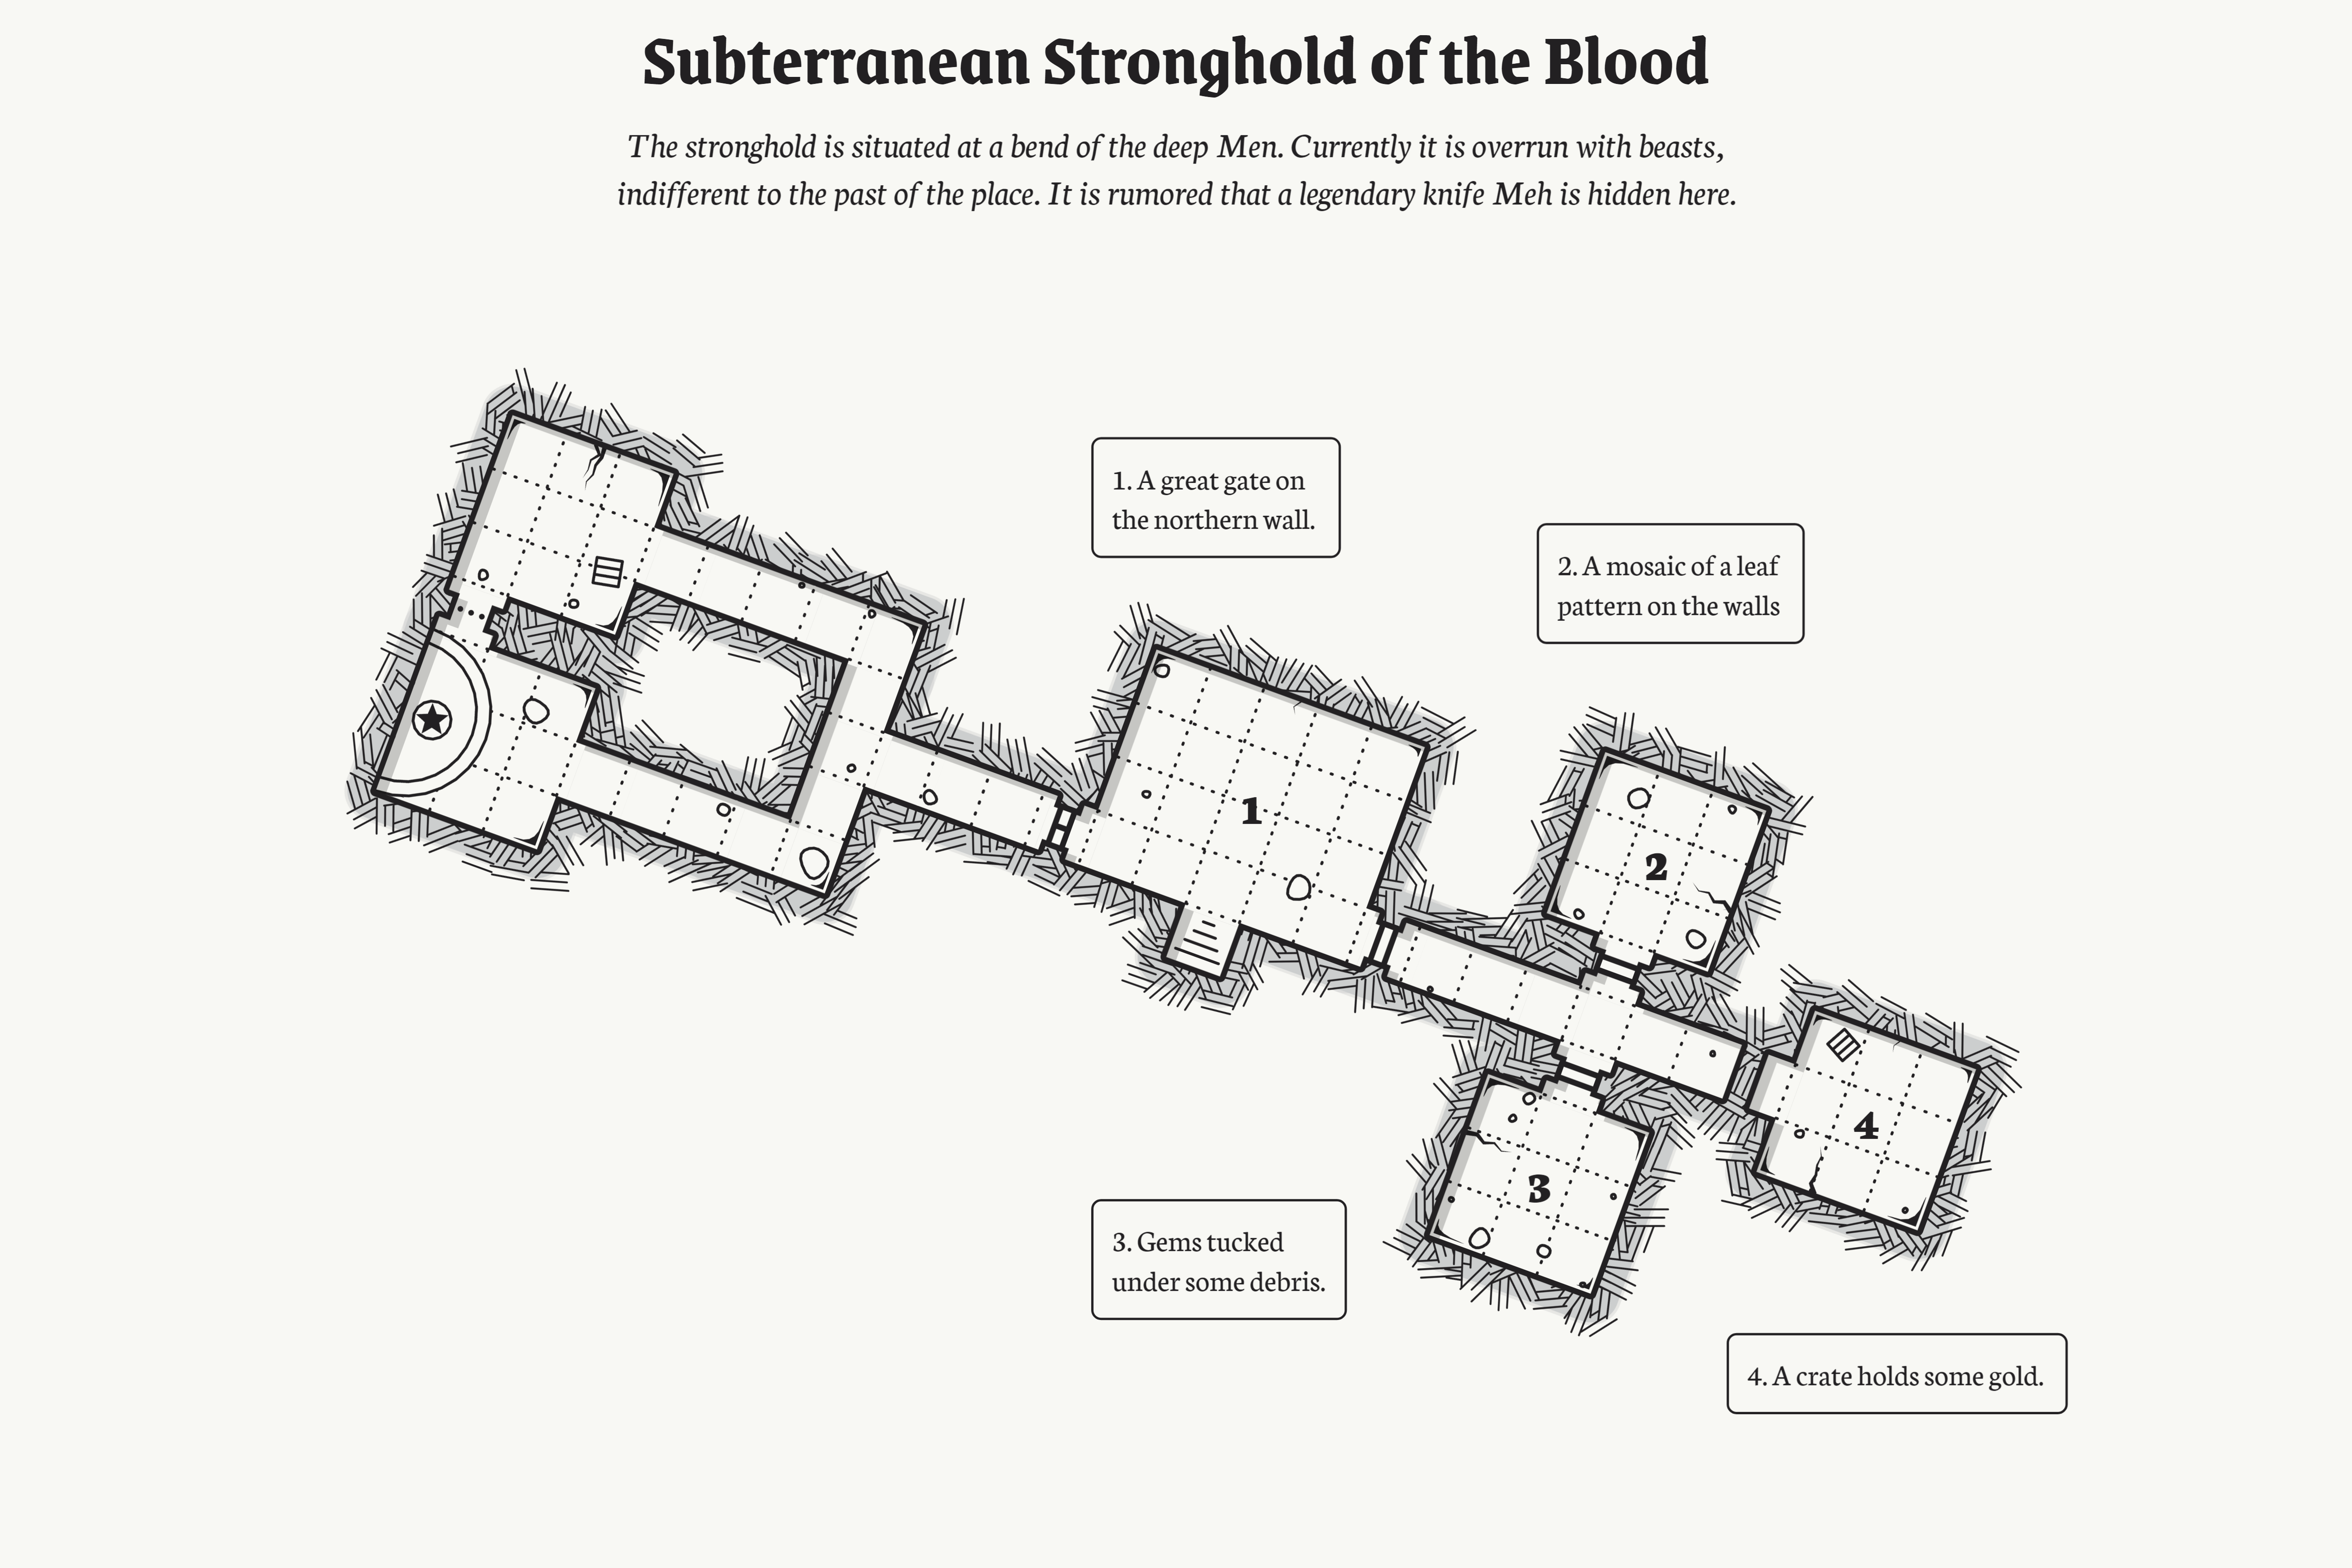 Subterranean Stronghold of the Blood
The stronghold is situated at a bend of the deep Men. Currently it is overrun with beasts,
indifferent to the past of the place. It is rumored that a legendary knife Meh is hidden here.
1. A great gate on
the northern wall.
2. A mosaic of a leaf
pattern on the walls
1
2
4
3
3. Gems tucked
under some debris.
4. A crate holds some gold.